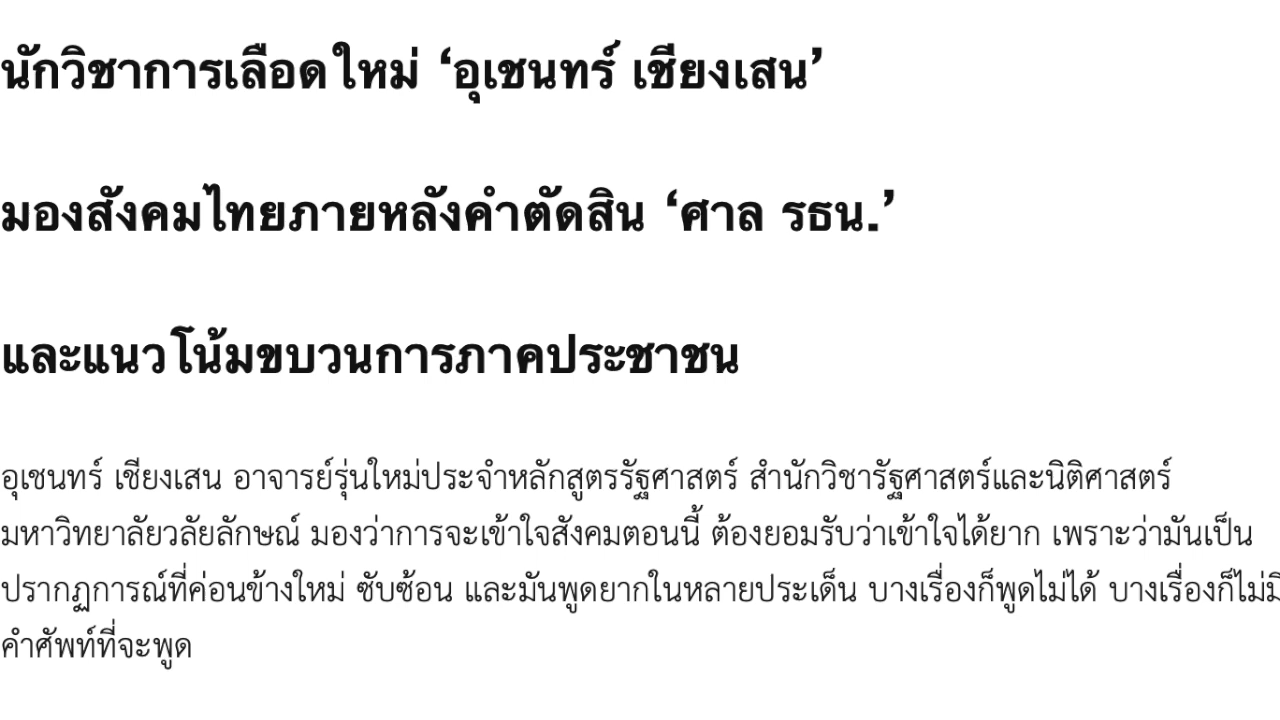 นักวิชาการเลือดใหม่ ‘อุเชนทร์ เชียงเสน’
มองสังคมไทยภายหลังคำตัดสิน ‘ศาล รธน.’
และแนวโน้มขบวนการภาคประชาชน
อุเชนทร์ เชียงเสน อาจารย์รุ่นใหม่ประจำหลักสูตรรัฐศาสตร์ สำนักวิชารัฐศาสตร์และนิติศาสตร์
มหาวิทยาลัยวลัยลักษณ์ มองว่าการจะเข้าใจสังคมตอนนี้ ต้องยอมรับว่าเข้าใจได้ยาก เพราะว่ามันเป็น
ปรากฏการณ์ที่ค่อนข้างใหม่ ซับซ้อน และมันพูดยากในหลายประเด็น บางเรื่องก็พูดไม่ได้ บางเรื่องก็ไม่มี
คำศัพท์ที่จะพูด